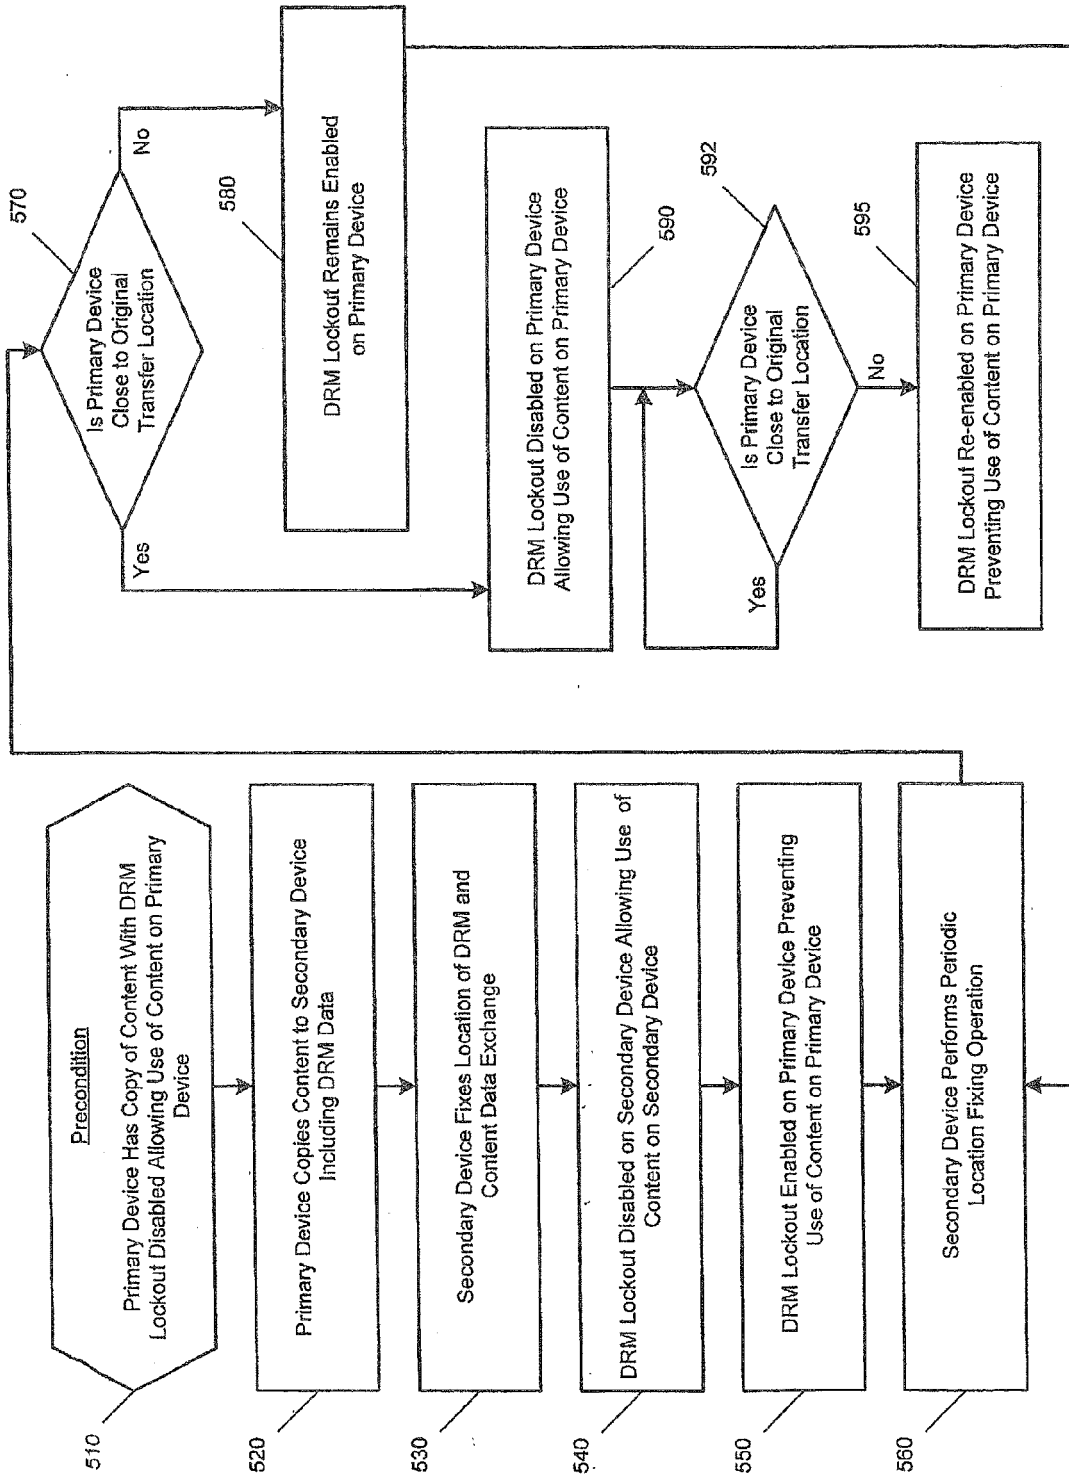 510
Precondition
Primary Device Has Copy of Content With DRM
Lockout Disabled Allowing Use of Content on Primary
Device
520
Primary Device Copies Content to Secondary Device
Including DRM Data
530
Secondary Device Fixes Location of DRM and
Content Data Exchange
540
DRM Lockout Disabled on Secondary Device Allowing Use of
Content on Secondary Device
550
DRM Lockout Enabled on Primary Device Preventing
Use of Content on Primary Device
560
Secondary Device Performs Periodic
Location Fixing Operation
570
Is Primary Device
Close to Original
Transfer Location
Yes
No
580
DRM Lockout Remains Enabled
on Primary Device
DRM Lockout Disabled on Primary Device
Allowing Use of Content on Primary Device
590
592
Is Primary Device
Close to Original
Transfer Location
Yes
No
595
DRM Lockout Re-enabled on Primary Device
Preventing Use of Content on Primary Device